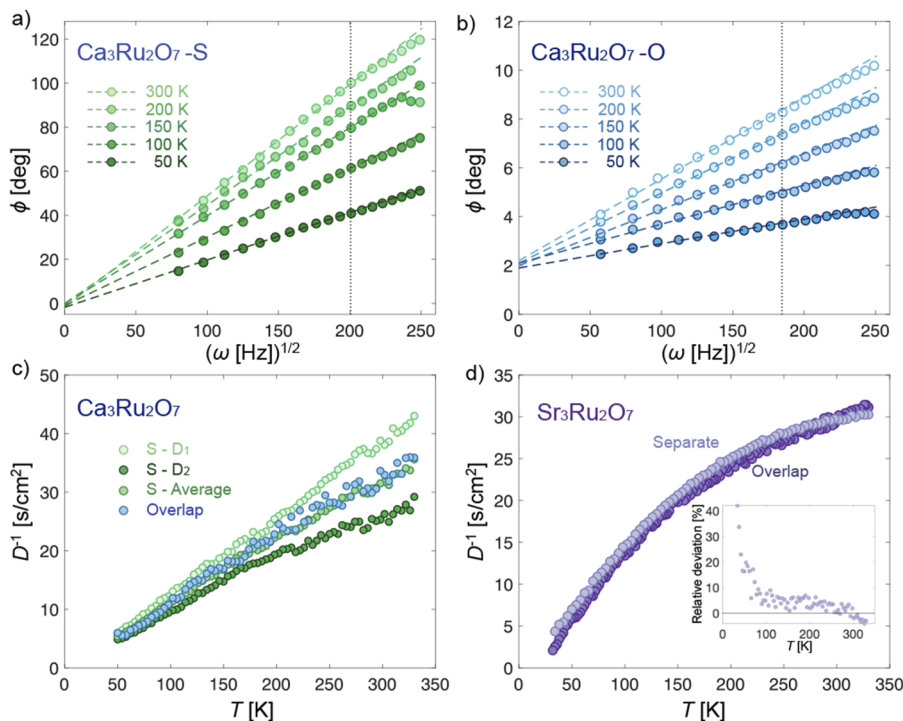 a)
Ca₃Ru₂O₇ -S
300 K
200 K
150 K
100 K
50 K
ϕ [deg]
120
100
80
60
40
20
0
0 50 100 150 200 250
(ω [Hz])¹ᐟ²
b)
Ca₃Ru₂O₇ -O
300 K
200 K
150 K
100 K
50 K
ϕ [deg]
12
10
8
6
4
2
0
0 50 100 150 200 250
(ω [Hz])¹ᐟ²
c)
Ca₃Ru₂O₇
S - D₁
S - D₂
S - Average
Overlap
D⁻¹ [s/cm²]
50
40
30
20
10
0
0 50 100 150 200 250 300 350
T [K]
d)
Sr₃Ru₂O₇
Separate
Overlap
D⁻¹ [s/cm²]
35
30
25
20
15
10
5
0
0 50 100 150 200 250 300 350
T [K]
Relative deviation [%]
40
30
20
10
0
0 100 200 300
T [K]